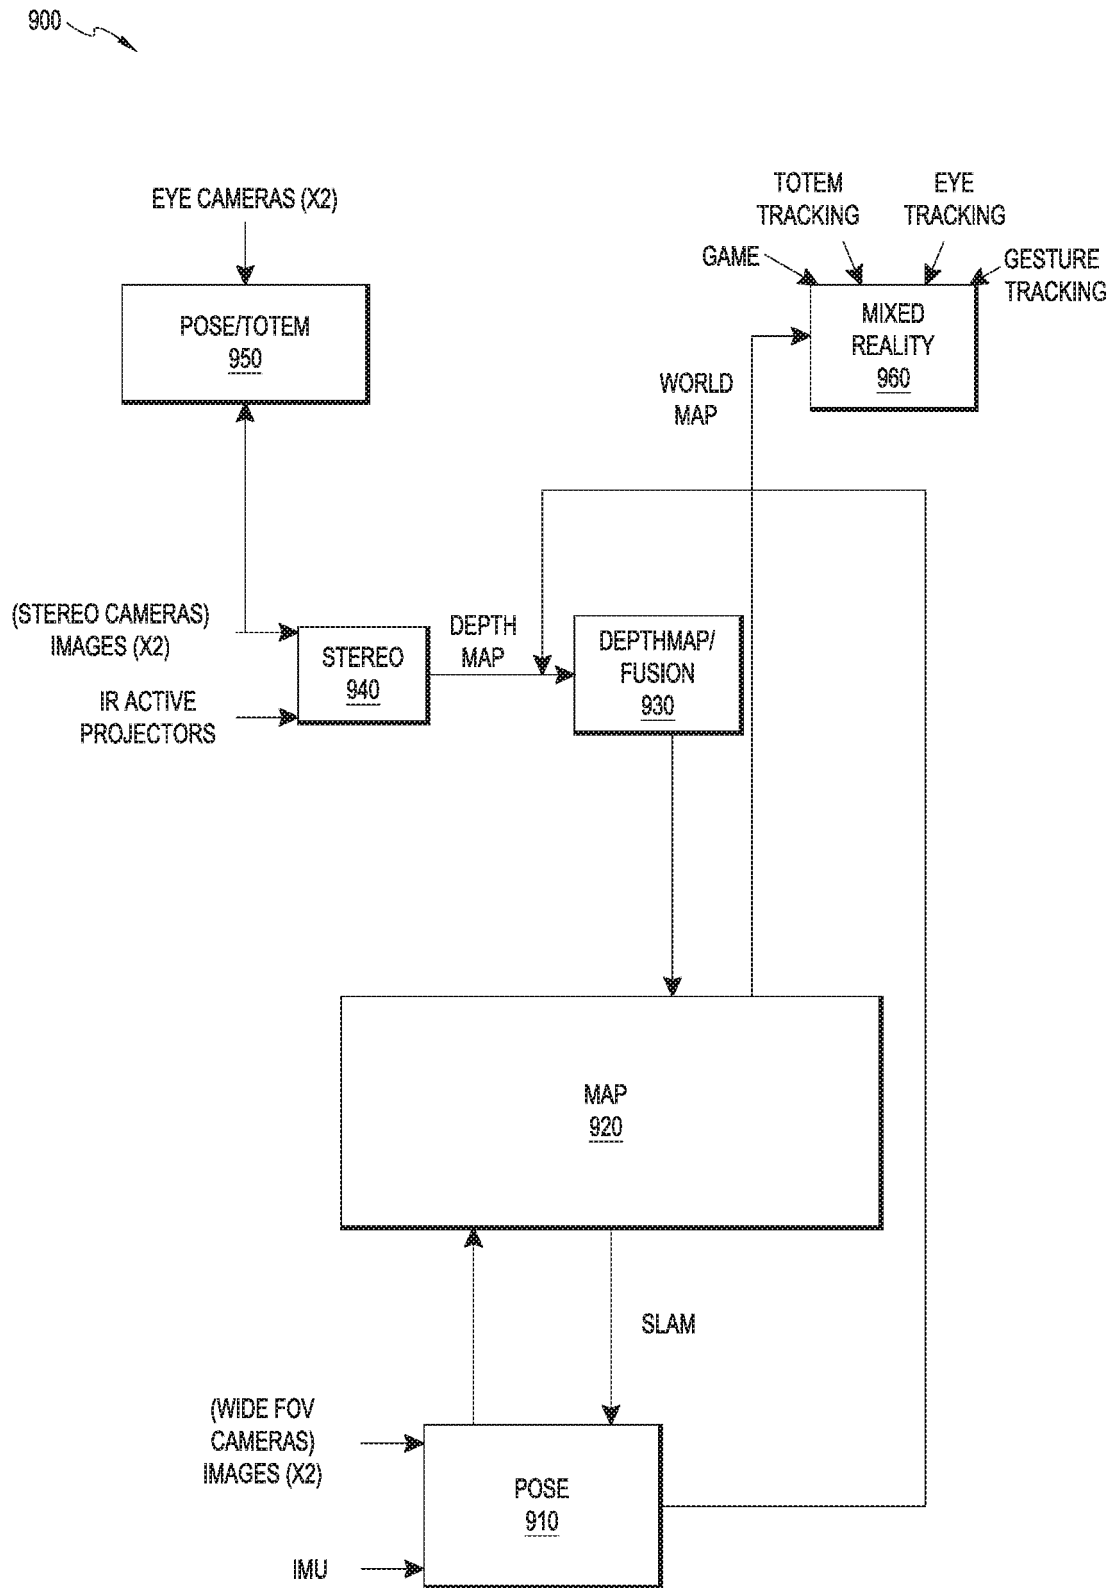 900
EYE CAMERAS (X2)
POSE/TOTEM
950
TOTEM
TRACKING
EYE
TRACKING
GAME
GESTURE
TRACKING
MIXED
REALITY
960
WORLD
MAP
(STEREO CAMERAS)
IMAGES (X2)
IR ACTIVE
PROJECTORS
STEREO
940
DEPTH
MAP
DEPTHMAP/
FUSION
930
MAP
920
SLAM
(WIDE FOV
CAMERAS)
IMAGES (X2)
IMU
POSE
910